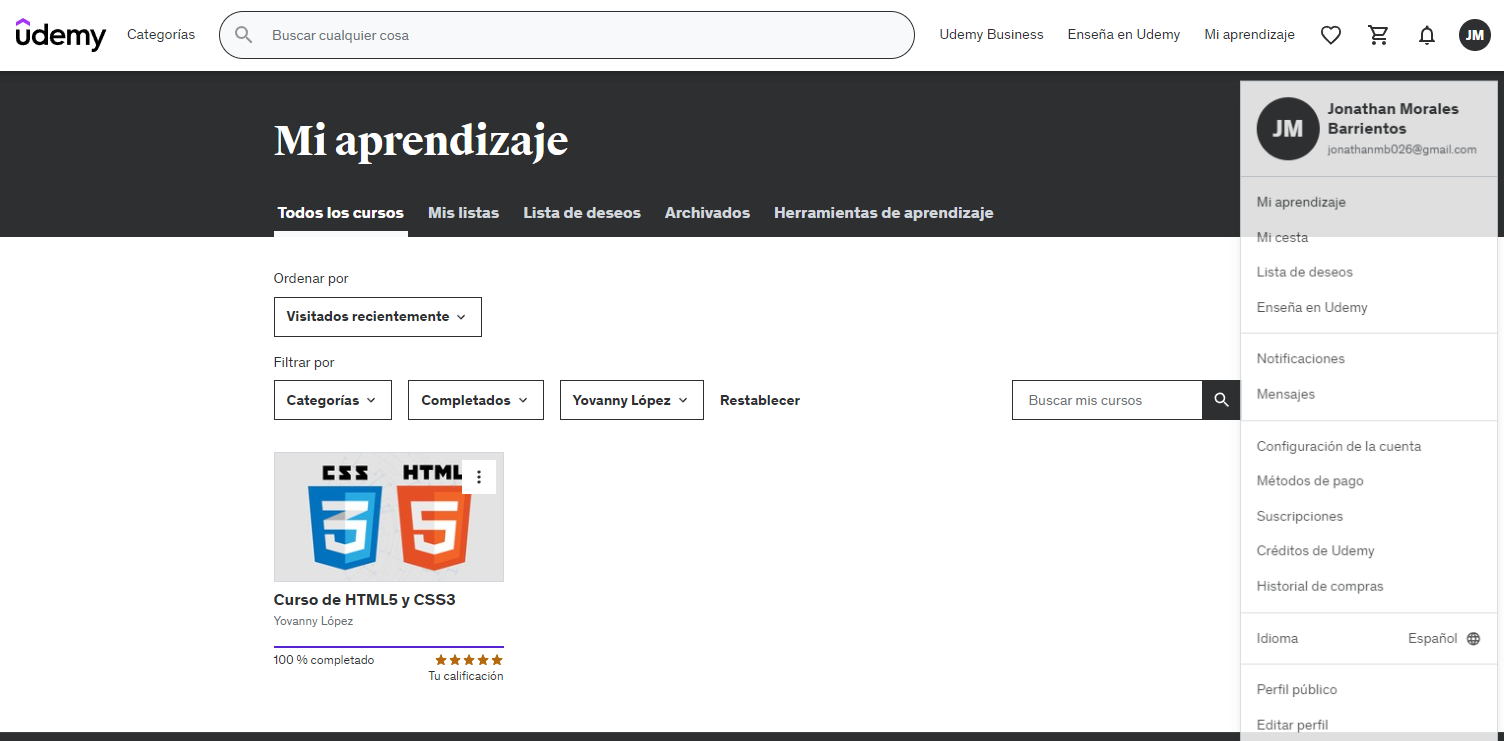 udemy
Categorías
Buscar cualquier cosa
Udemy Business
Enseña en Udemy
Mi aprendizaje
JM
Mi aprendizaje
Todos los cursos
Mis listas
Lista de deseos
Archivados
Herramientas de aprendizaje
Ordenar por
Visitados recientemente
Filtrar por
Categorías
Completados
Yovanny López
Restablecer
Buscar mis cursos
CSS HTML
3 5
Curso de HTML5 y CSS3
Yovanny López
100 % completado
Tu calificación
JM
Jonathan Morales
Barrientos
jonathanmb026@gmail.com
Mi aprendizaje
Mi cesta
Lista de deseos
Enseña en Udemy
Notificaciones
Mensajes
Configuración de la cuenta
Métodos de pago
Suscripciones
Créditos de Udemy
Historial de compras
Idioma Español
Perfil público
Editar perfil